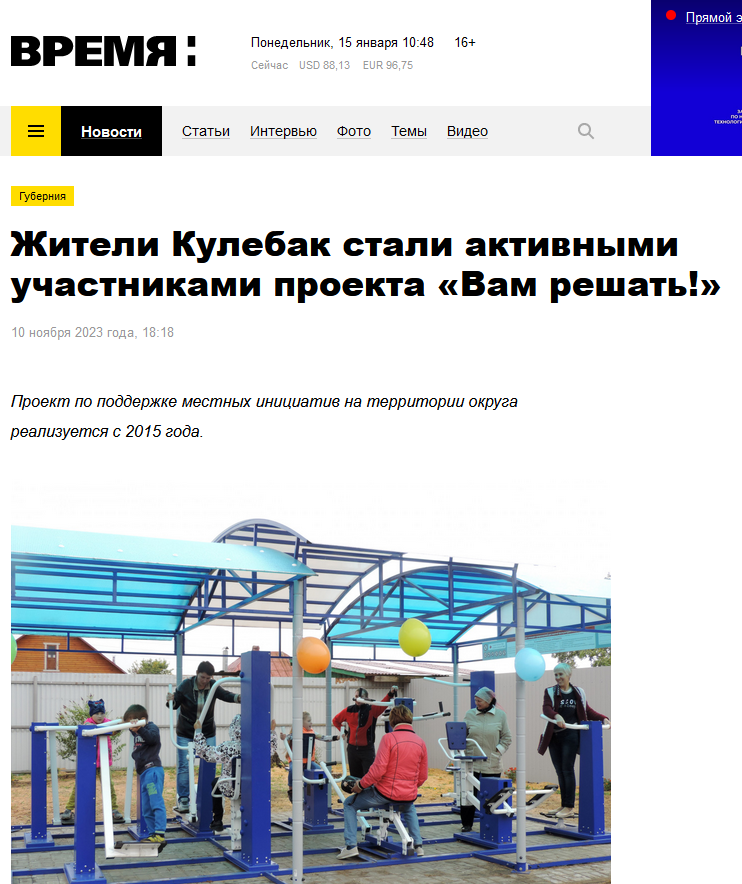 ВРЕМЯ:
Понедельник, 15 января 10:48 16+
Сейчас USD 88,13 EUR 96,75
Прямой э
Новости Статьи Интервью Фото Темы Видео
Губерния
Жители Кулебак стали активными
участниками проекта «Вам решать!»
10 ноября 2023 года, 18:18
Проект по поддержке местных инициатив на территории округа
реализуется с 2015 года.